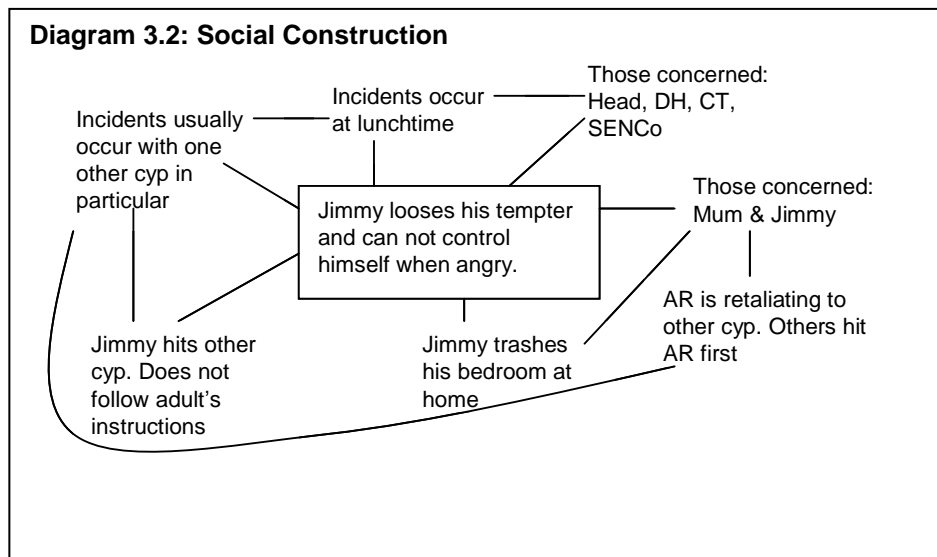 Diagram 3.2: Social Construction
Those concerned:
Head, DH, CT,
SENCo
Incidents occur
at lunchtime
Incidents usually
occur with one
other cyp in
particular
Those concerned:
Mum & Jimmy
Jimmy looses his tempter
and can not control
himself when angry.
AR is retaliating to
other cyp. Others hit
AR first
Jimmy hits other
cyp. Does not
follow adult's
instructions
Jimmy trashes
his bedroom at
home